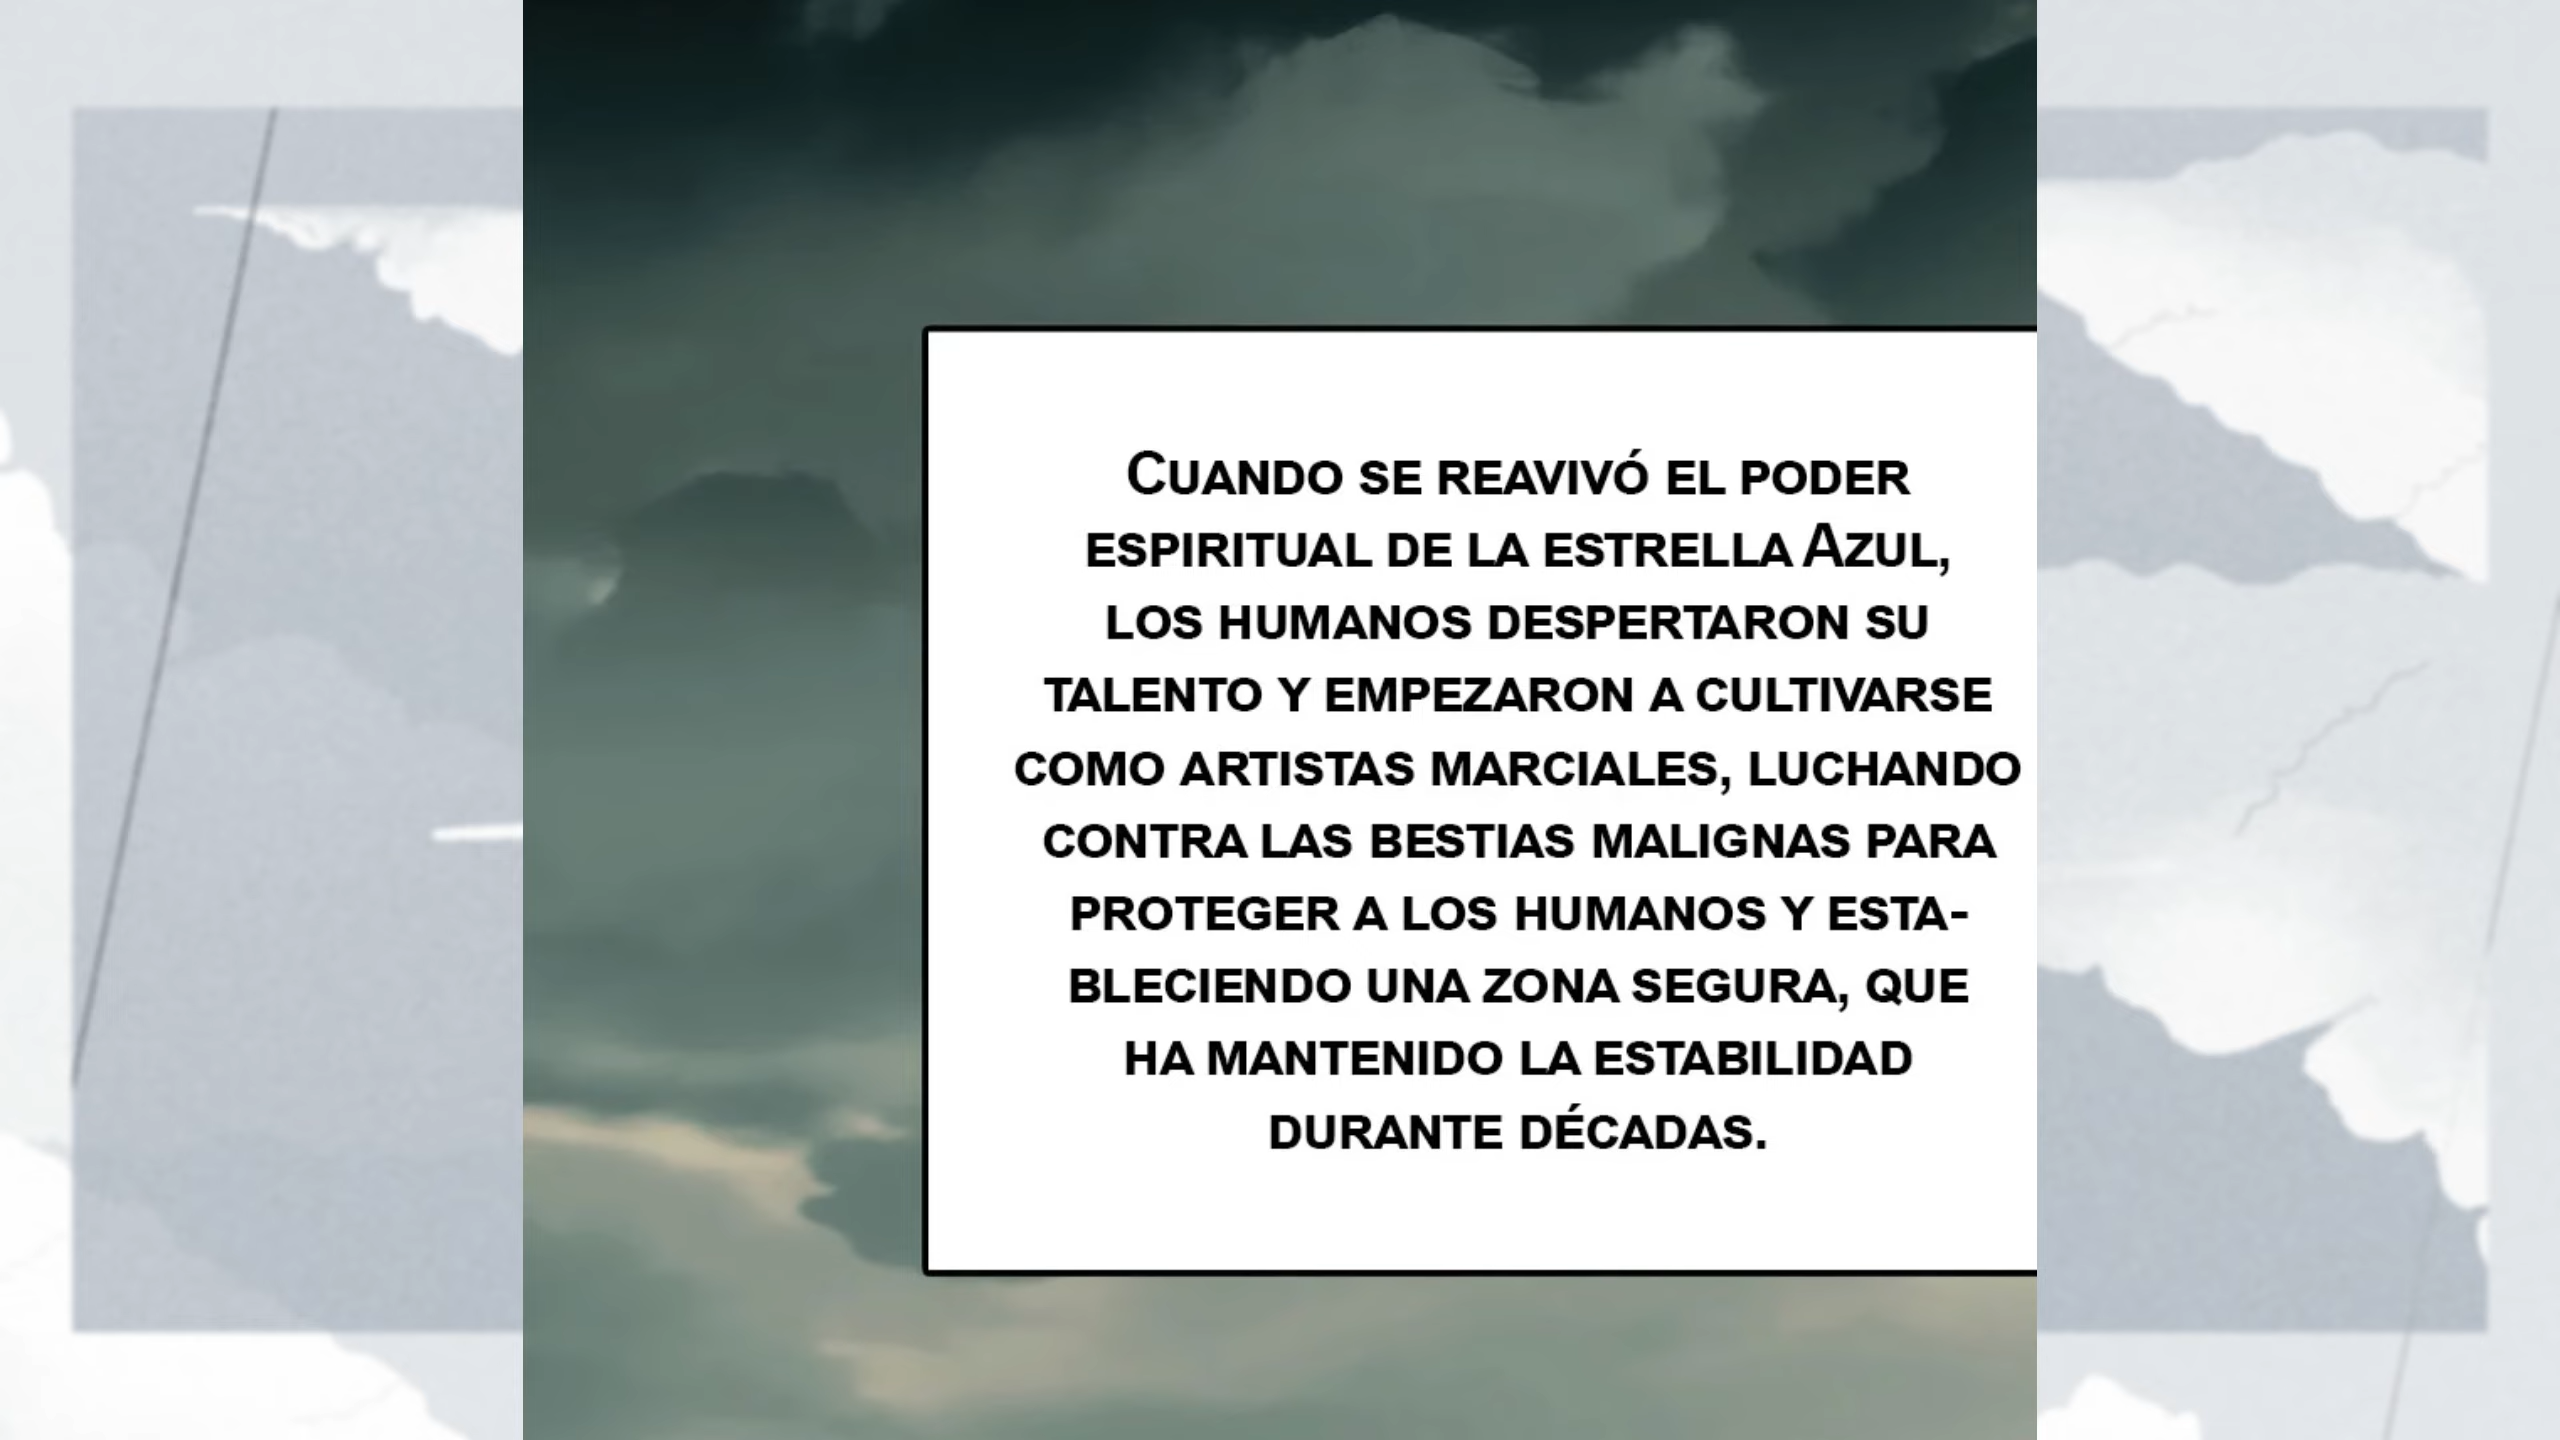 Cuando se reavivó el poder
espiritual de la estrella Azul,
los humanos despertaron su
talento y empezaron a cultivarse
como artistas marciales, luchando
contra las bestias malignas para
proteger a los humanos y esta-
bleciendo una zona segura, que
ha mantenido la estabilidad
durante décadas.